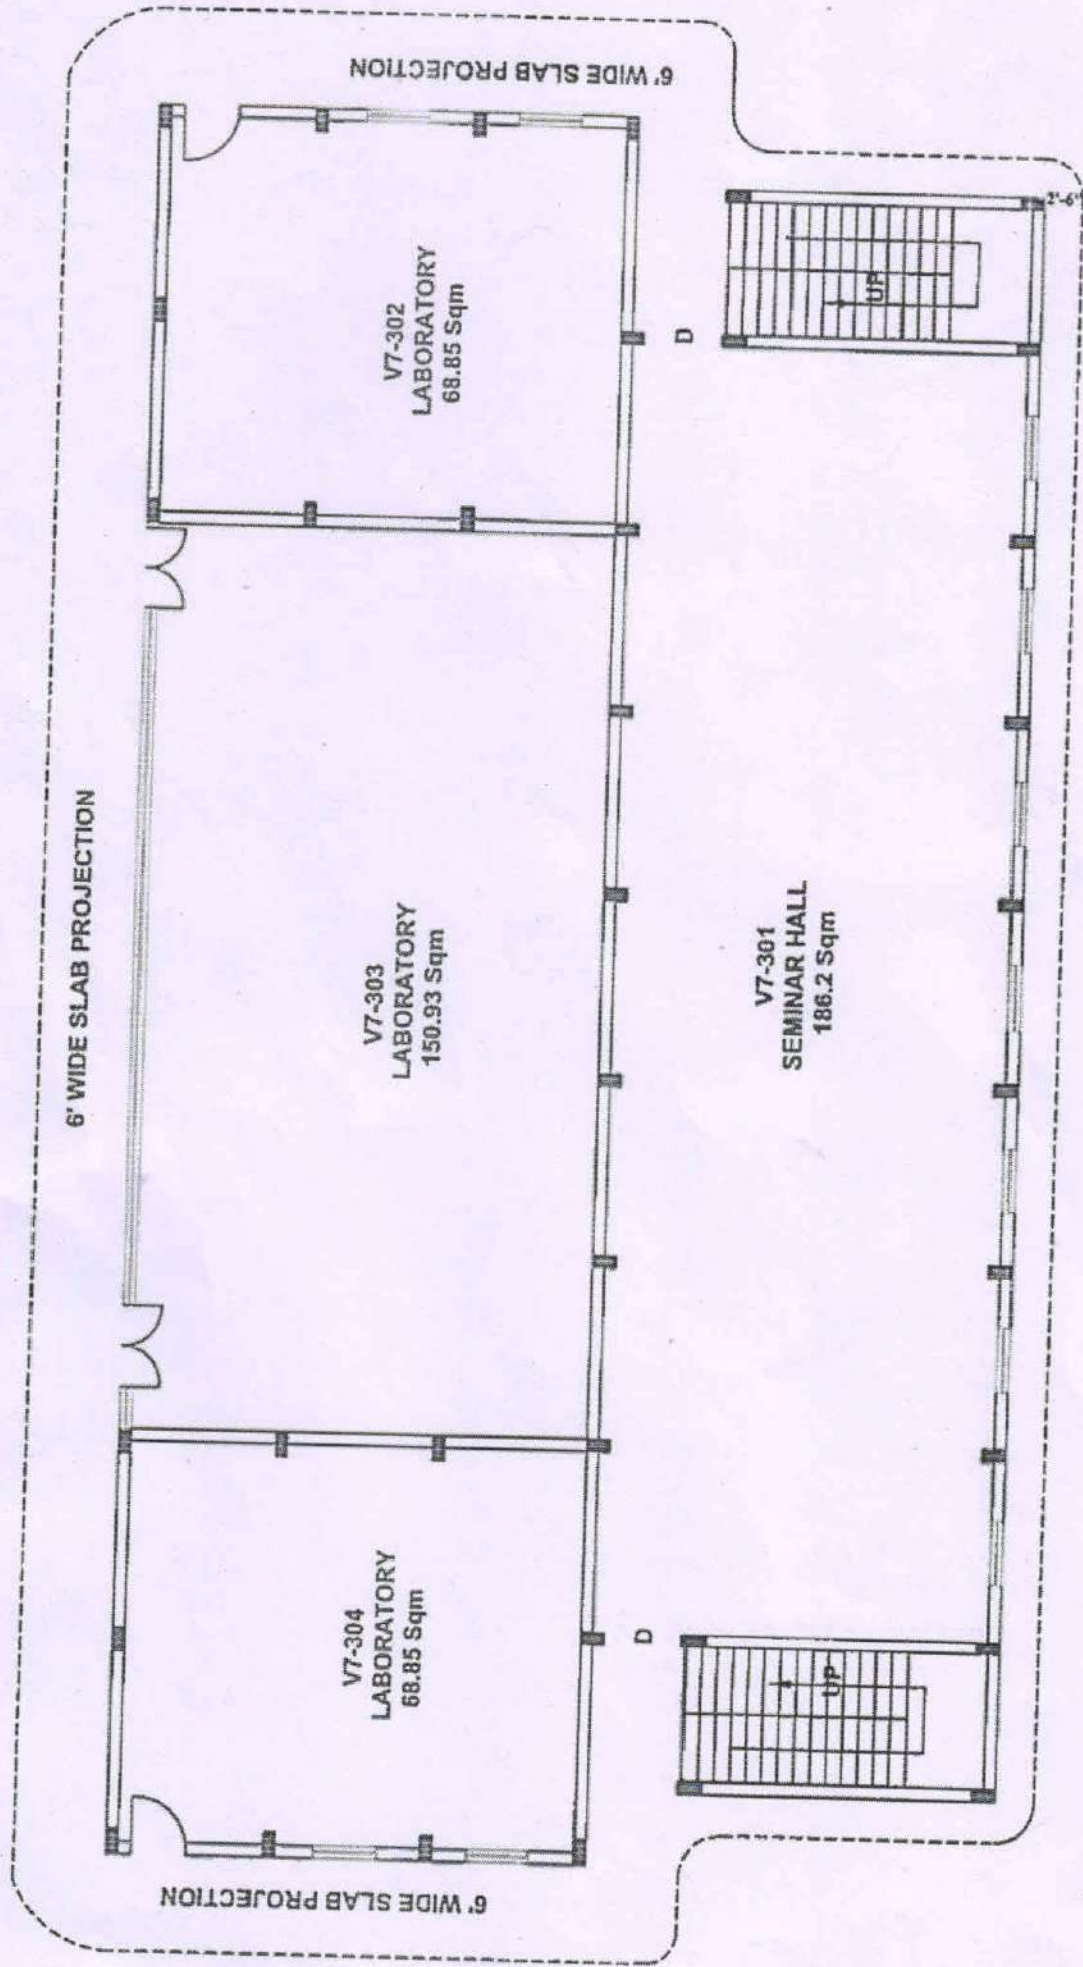 6' WIDE SLAB PROJECTION
6' WIDE SLAB PROJECTION
V7-304
LABORATORY
68.85 Sqm
V7-303
LABORATORY
150.93 Sqm
V7-302
LABORATORY
68.85 Sqm
6' WIDE SLAB PROJECTION
D
D
UP
V7-301
SEMINAR HALL
186.2 Sqm
UP
2'-6"